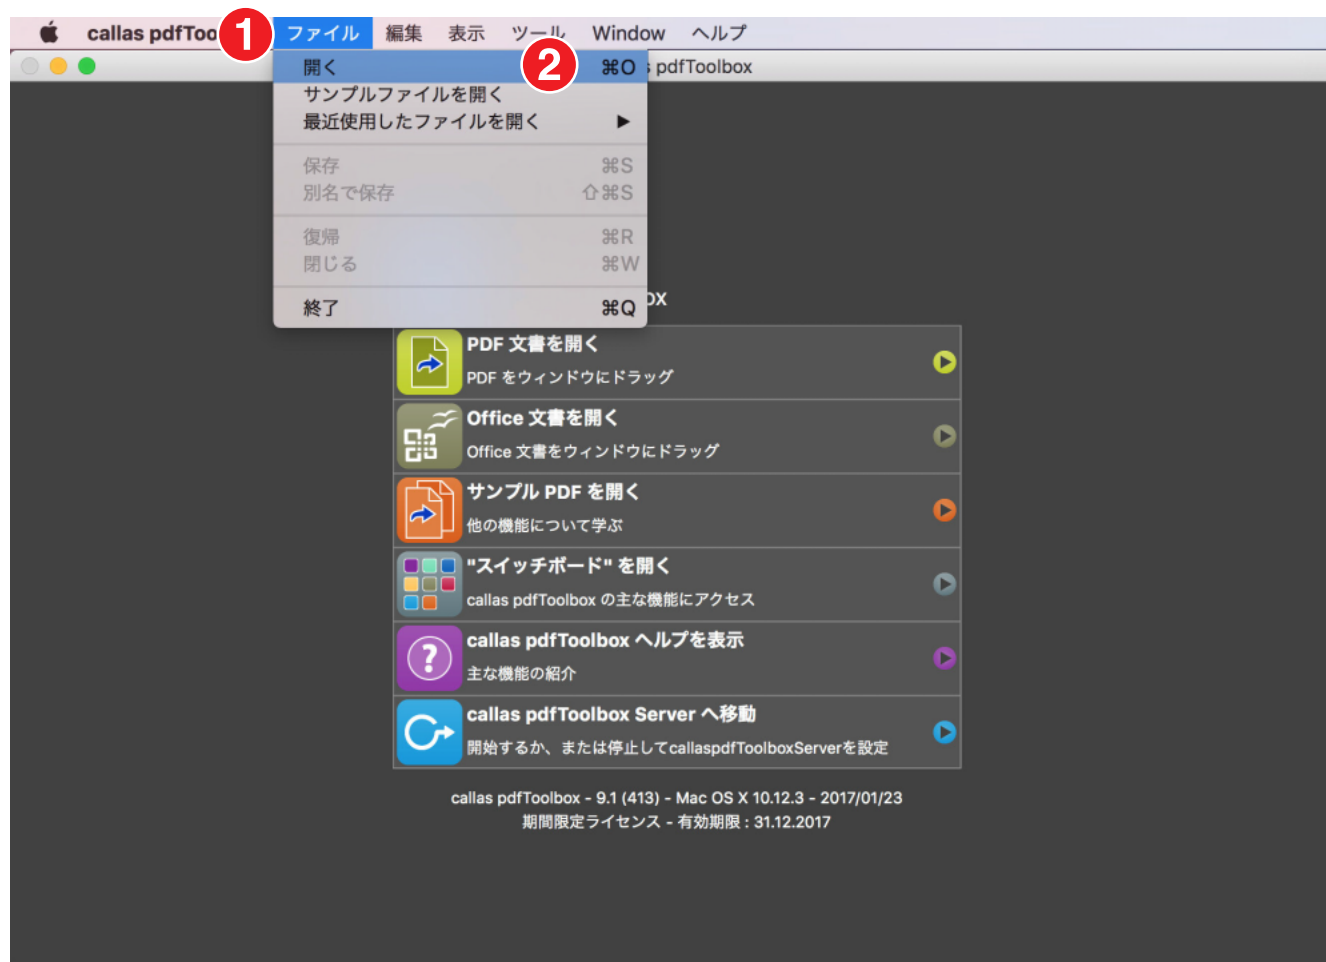 callas pdfToo 1 ファイル 編集 表示 ツール Window ヘルプ
開く 2 ⌘O pdfToolbox
サンプルファイルを開く
最近使用したファイルを開く ▶
保存 ⌘S
別名で保存 ⇧⌘S
復帰 ⌘R
閉じる ⌘W
終了 ⌘Q
ox
PDF 文書を開く
PDF をウィンドウにドラッグ
Office 文書を開く
Office 文書をウィンドウにドラッグ
サンプル PDF を開く
他の機能について学ぶ
"スイッチボード" を開く
callas pdfToolbox の主な機能にアクセス
callas pdfToolbox ヘルプを表示
主な機能の紹介
callas pdfToolbox Server へ移動
開始するか、または停止してcallaspdfToolboxServerを設定
callas pdfToolbox - 9.1 (413) - Mac OS X 10.12.3 - 2017/01/23
期間限定ライセンス - 有効期限 : 31.12.2017